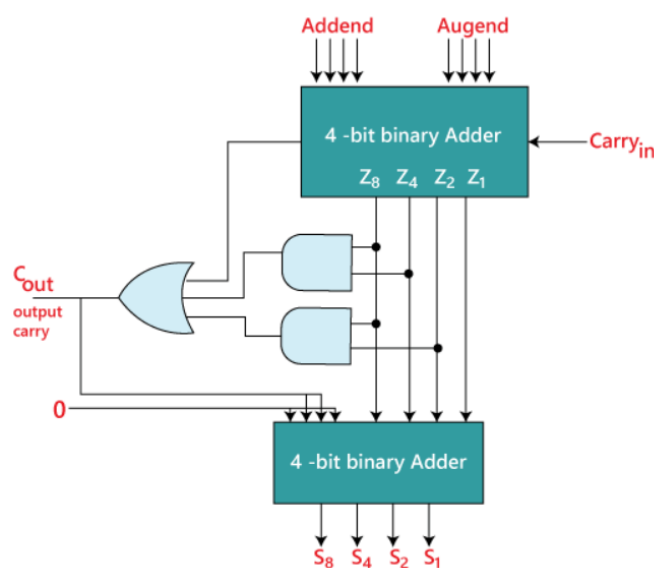 Addend Augend
4 -bit binary Adder
Carryin
Z8 Z4 Z2 Z1
Cout
output
carry
0
4 -bit binary Adder
S8 S4 S2 S1